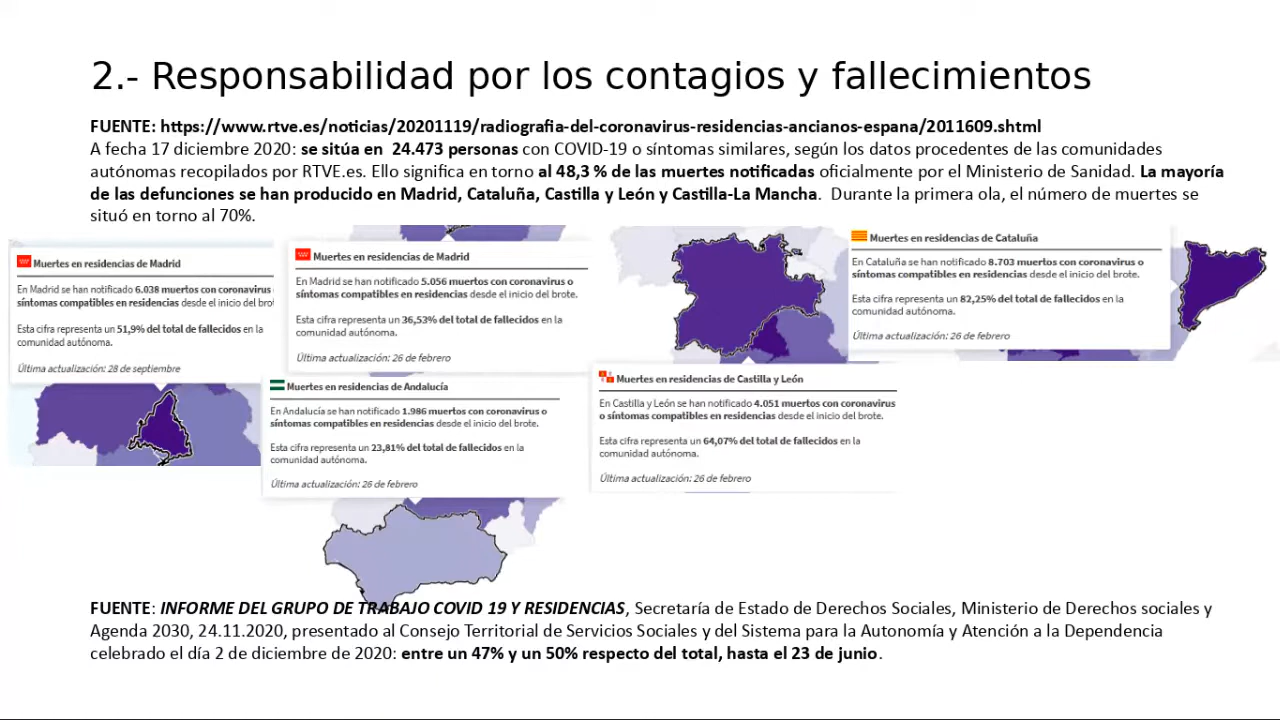 2.- Responsabilidad por los contagios y fallecimientos
FUENTE: https://www.rtve.es/noticias/20201119/radiografia-del-coronavirus-residencias-ancianos-espana/2011609.shtml
A fecha 17 diciembre 2020: se sitúa en 24.473 personas con COVID-19 o síntomas similares, según los datos procedentes de las comunidades
autónomas recopilados por RTVE.es. Ello significa en torno al 48,3 % de las muertes notificadas oficialmente por el Ministerio de Sanidad. La mayoría
de las defunciones se han producido en Madrid, Cataluña, Castilla y León y Castilla-La Mancha. Durante la primera ola, el número de muertes se
situó en torno al 70%.
Muertes en residencias de Madrid
En Madrid se han notificado 6.038 muertos con coronavirus
síntomas compatibles en residencias desde el inicio del brot
Esta cifra representa un 51,9% del total de fallecidos en la
comunidad autónoma.
Última actualización: 28 de septiembre
Muertes en residencias de Madrid
En Madrid se han notificado 5.056 muertos con coronavirus o
síntomas compatibles en residencias desde el inicio del brote.
Esta cifra representa un 36,53% del total de fallecidos en la
comunidad autónoma.
Última actualización: 26 de febrero
Muertes en residencias de Cataluña
En Cataluña se han notificado 8.703 muertos con coronavirus o
síntomas compatibles en residencias desde el inicio del brote.
Esta cifra representa un 82,25% del total de fallecidos en la
comunidad autónoma.
Última actualización: 26 de febrero
Muertes en residencias de Andalucía
En Andalucía se han notificado 1.986 muertos con coronavirus o
síntomas compatibles en residencias desde el inicio del brote.
Esta cifra representa un 23,81% del total de fallecidos en la
comunidad autónoma.
Última actualización: 26 de febrero
Muertes en residencias de Castilla y León
En Castilla y León se han notificado 4.051 muertos con coronavirus
o síntomas compatibles en residencias desde el inicio del brote.
Esta cifra representa un 64,07% del total de fallecidos en la
comunidad autónoma.
Última actualización: 26 de febrero
FUENTE: INFORME DEL GRUPO DE TRABAJO COVID 19 Y RESIDENCIAS, Secretaría de Estado de Derechos Sociales, Ministerio de Derechos sociales y
Agenda 2030, 24.11.2020, presentado al Consejo Territorial de Servicios Sociales y del Sistema para la Autonomía y Atención a la Dependencia
celebrado el día 2 de diciembre de 2020: entre un 47% y un 50% respecto del total, hasta el 23 de junio.